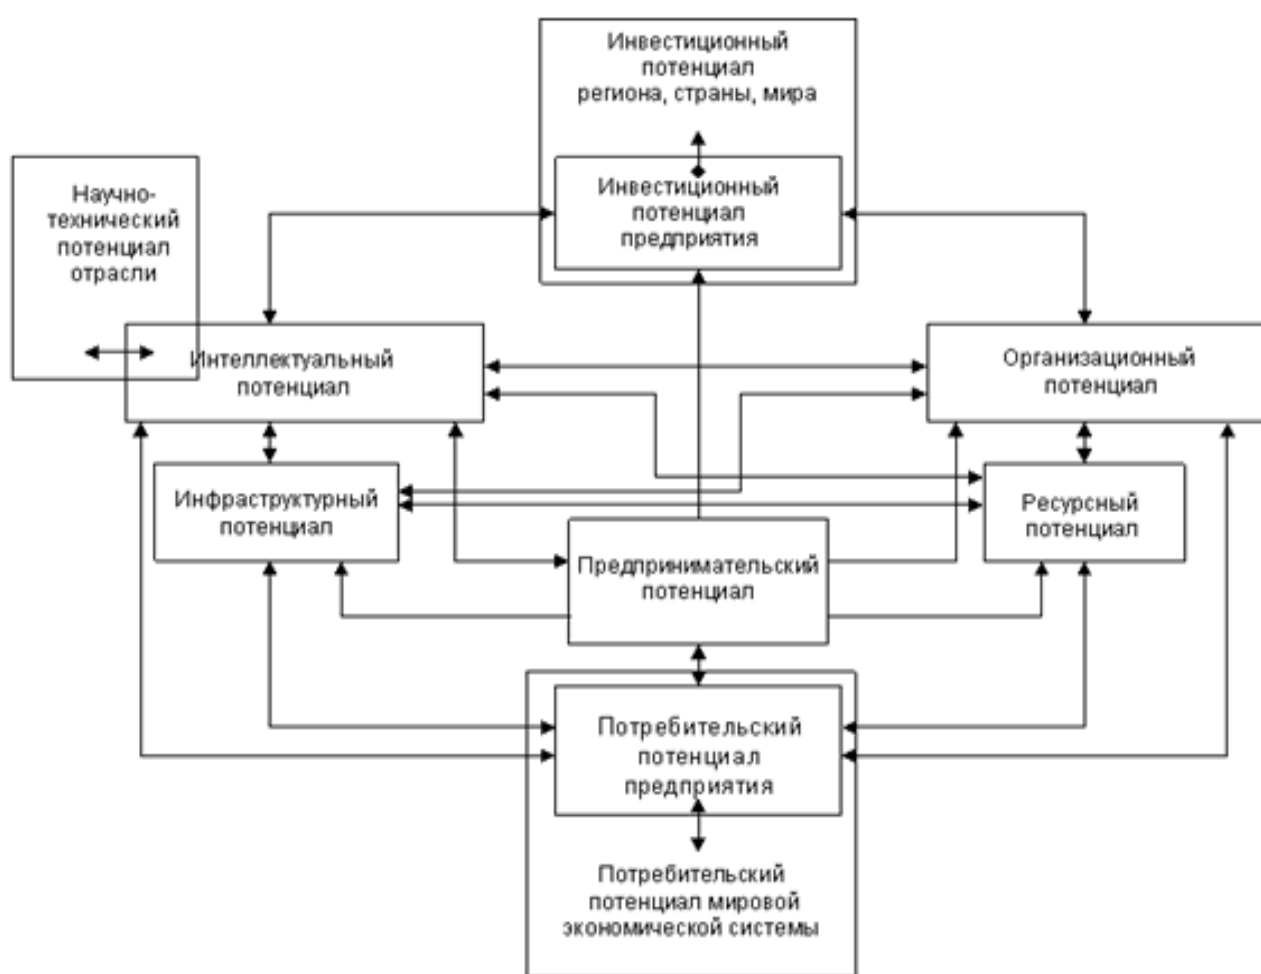 Инвестиционный
потенциал
региона, страны, мира
Инвестиционный
потенциал
предприятия
Научно-
технический
потенциал
отрасли
Интеллектуальный
потенциал
Организационный
потенциал
Инфраструктурный
потенциал
Ресурсный
потенциал
Предпринимательский
потенциал
Потребительский
потенциал
предприятия
Потребительский
потенциал мировой
экономической системы